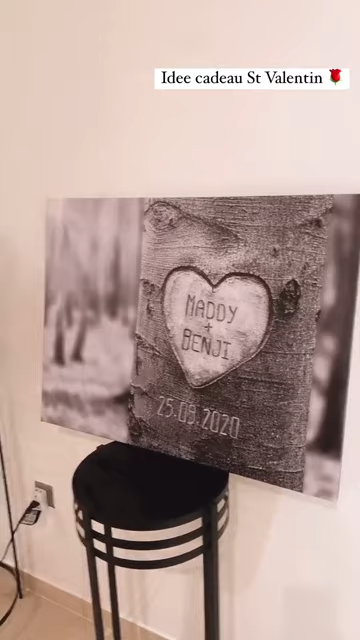 Idee cadeau St Valentin 🌹
MADDY
+
BENJI
25.09.2020